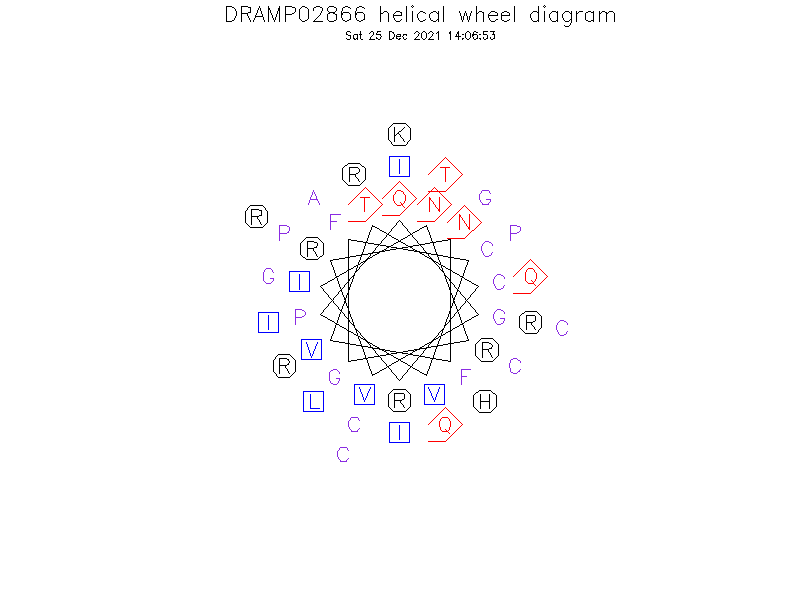 DRAMP02866 helical wheel diagram
Sat 25 Dec 2021 14:06:53
K
I
R T
A T Q N G
R F N
P P
R C
G I C Q
I P G R C
V R
R C
G F
L V R V H
C I Q
C